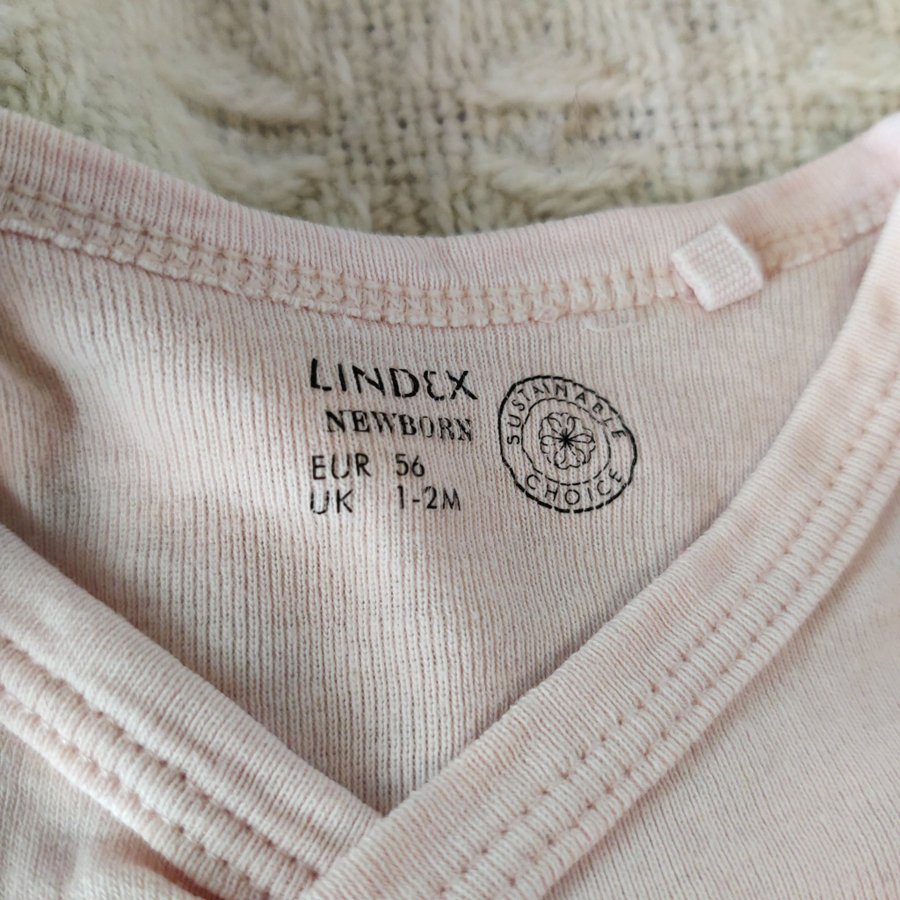 LINDEX
NEWBORN
EUR 56
UK 1-2M
SUSTAINABLE
CHOICE